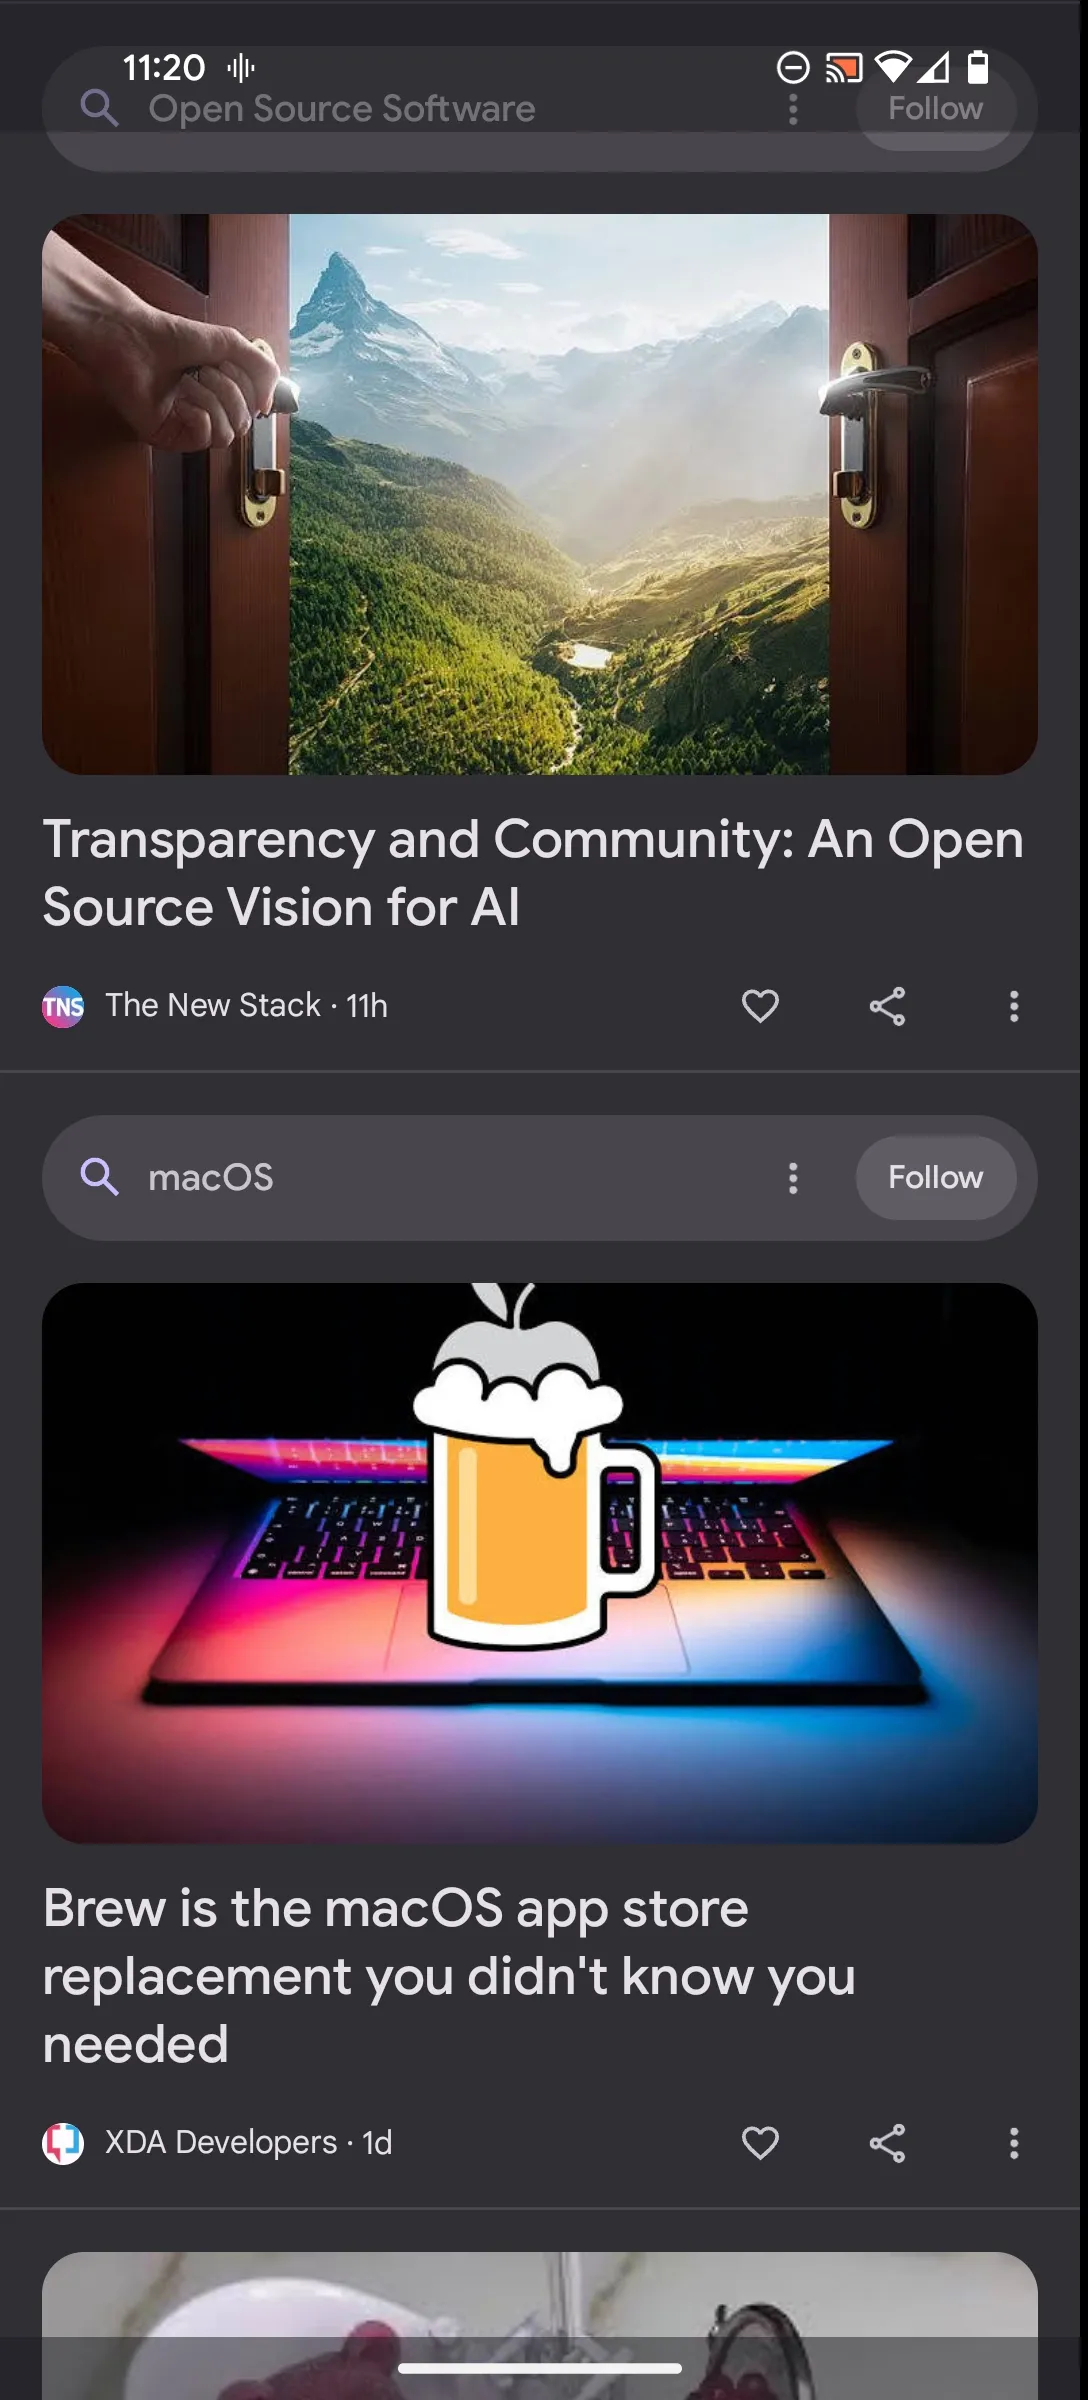 11:20
Open Source Software
Follow
Transparency and Community: An Open
Source Vision for AI
TNS The New Stack · 11h
macOS
Follow
Brew is the macOS app store
replacement you didn't know you
needed
XDA Developers · 1d